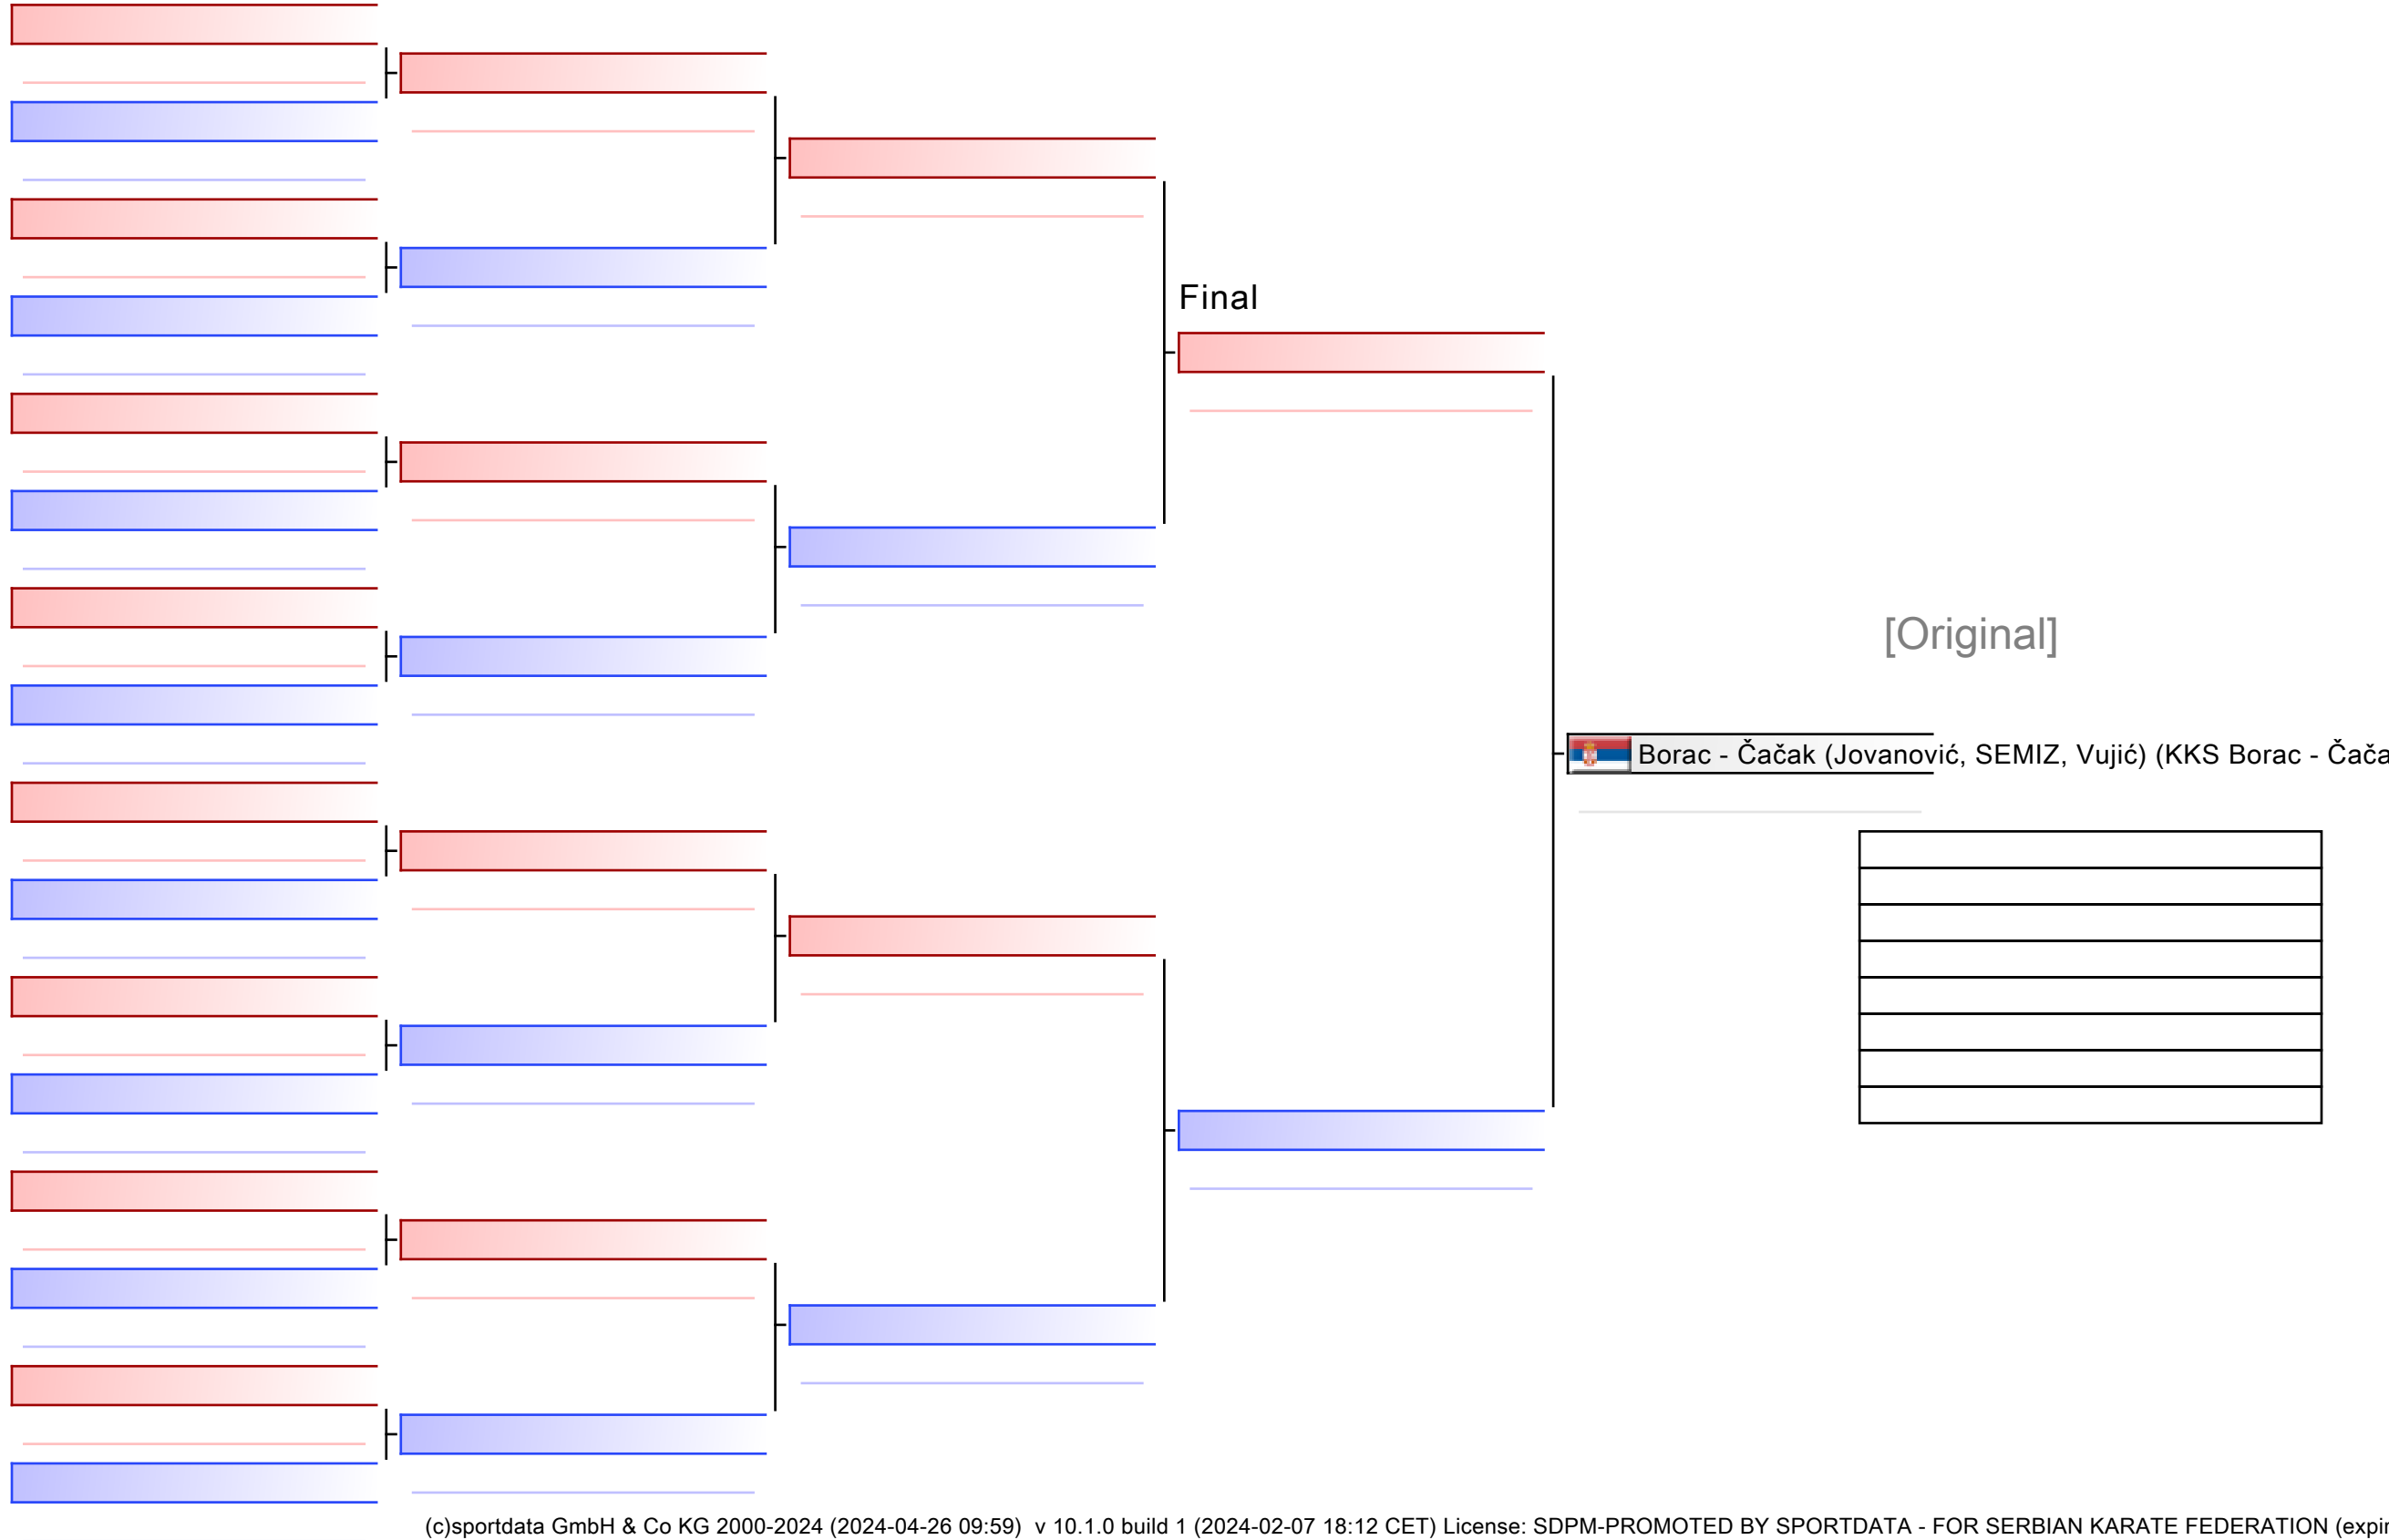 Final
[Original]
Borac - Čačak (Jovanović, SEMIZ, Vujić) (KKS Borac - Čača
(c)sportdata GmbH & Co KG 2000-2024 (2024-04-26 09:59) v 10.1.0 build 1 (2024-02-07 18:12 CET) License: SDPM-PROMOTED BY SPORTDATA - FOR SERBIAN KARATE FEDERATION (expir